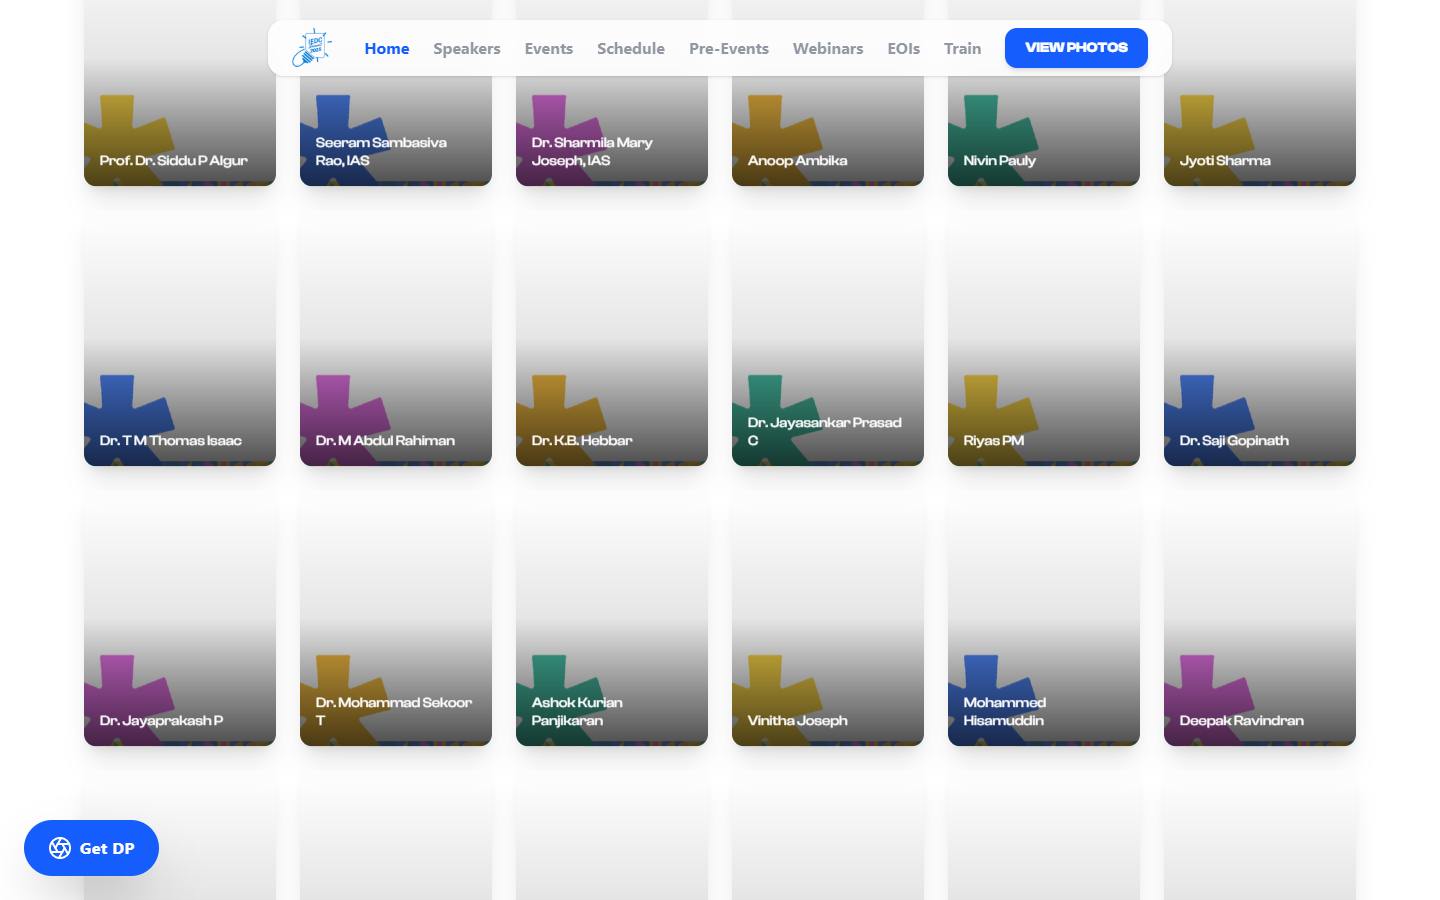 IEDC
2025
Home
Speakers
Events
Schedule
Pre-Events
Webinars
EOIs
Train
VIEW PHOTOS
Prof. Dr. Siddu P Algur
Seeram Sambasiva
Rao, IAS
Dr. Sharmila Mary
Joseph, IAS
Anoop Ambika
Nivin Pauly
Jyoti Sharma
Dr. T M Thomas Isaac
Dr. M Abdul Rahiman
Dr. K.B. Hebbar
Dr. Jayasankar Prasad
C
Riyas PM
Dr. Saji Gopinath
Dr. Jayaprakash P
Dr. Mohammad Sekoor
T
Ashok Kurian
Panjikaran
Vinitha Joseph
Mohammed
Hisamuddin
Deepak Ravindran
Get DP